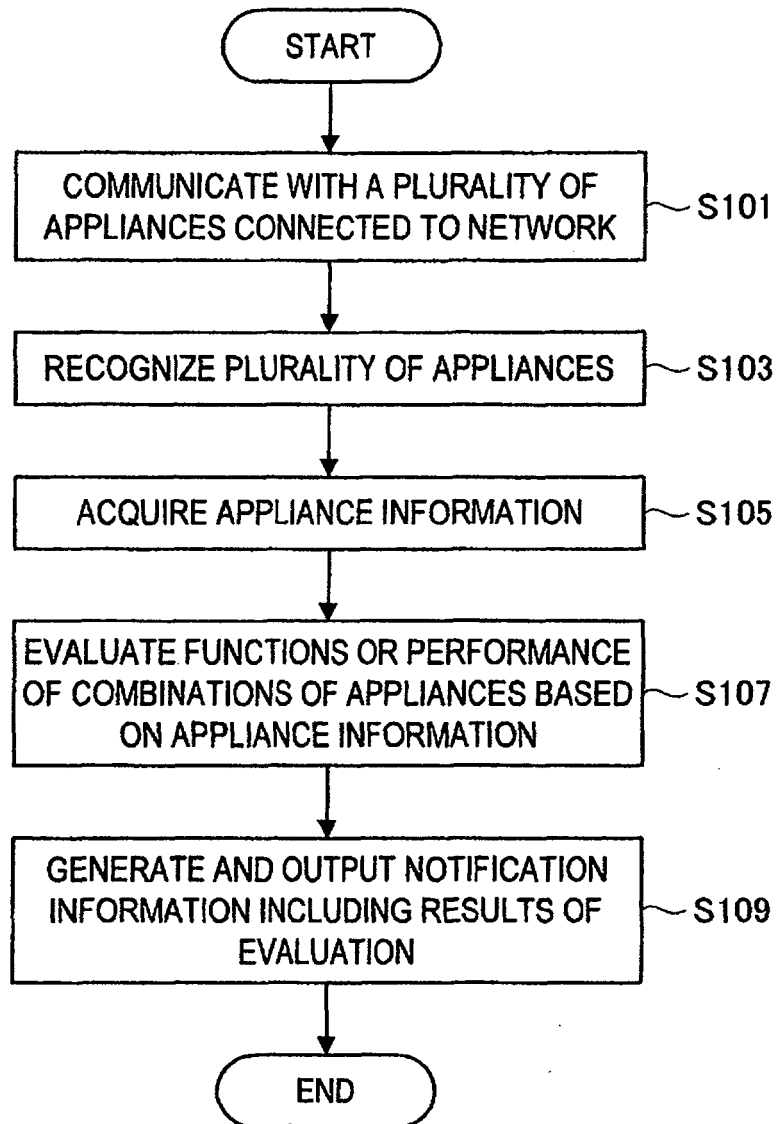 START
COMMUNICATE WITH A PLURALITY OF
APPLIANCES CONNECTED TO NETWORK
S101
RECOGNIZE PLURALITY OF APPLIANCES
S103
ACQUIRE APPLIANCE INFORMATION
S105
EVALUATE FUNCTIONS OR PERFORMANCE
OF COMBINATIONS OF APPLIANCES BASED
ON APPLIANCE INFORMATION
S107
GENERATE AND OUTPUT NOTIFICATION
INFORMATION INCLUDING RESULTS OF
EVALUATION
S109
END